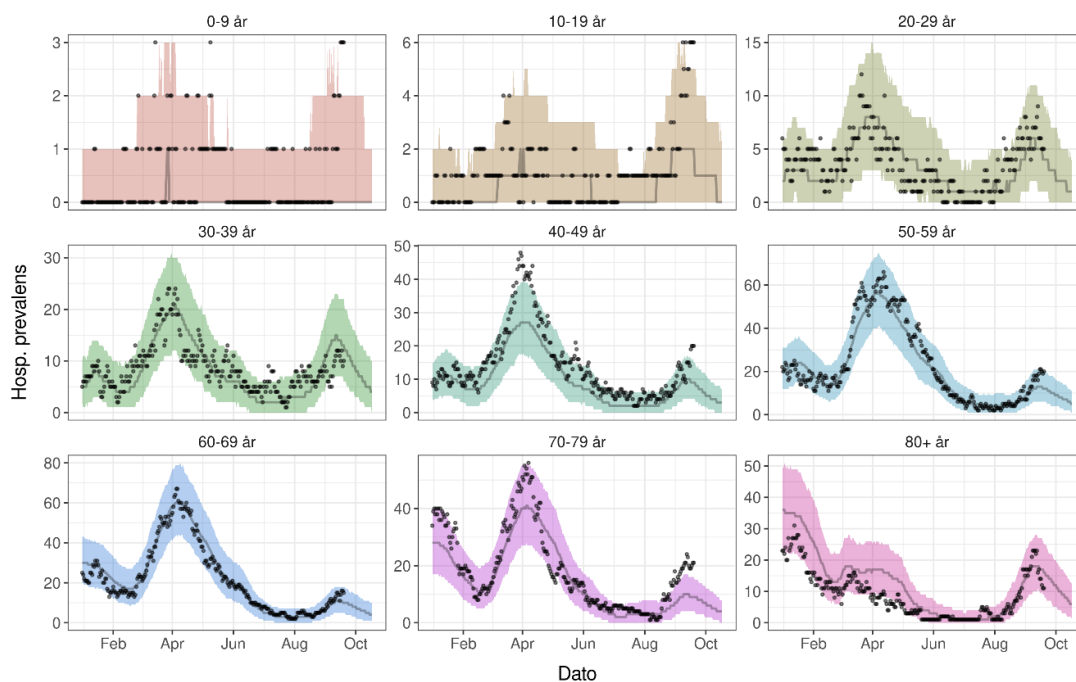 0-9 år
10-19 år
20-29 år
3
2
1
0
6
4
2
0
15
10
5
0
30-39 år
40-49 år
50-59 år
30
20
10
0
50
40
30
20
10
0
60
40
20
0
60-69 år
70-79 år
80+ år
80
60
40
20
0
40
20
0
50
40
30
20
10
0
Feb Apr Jun Aug Oct
Feb Apr Jun Aug Oct
Feb Apr Jun Aug Oct
Hosp. prevalens
Dato